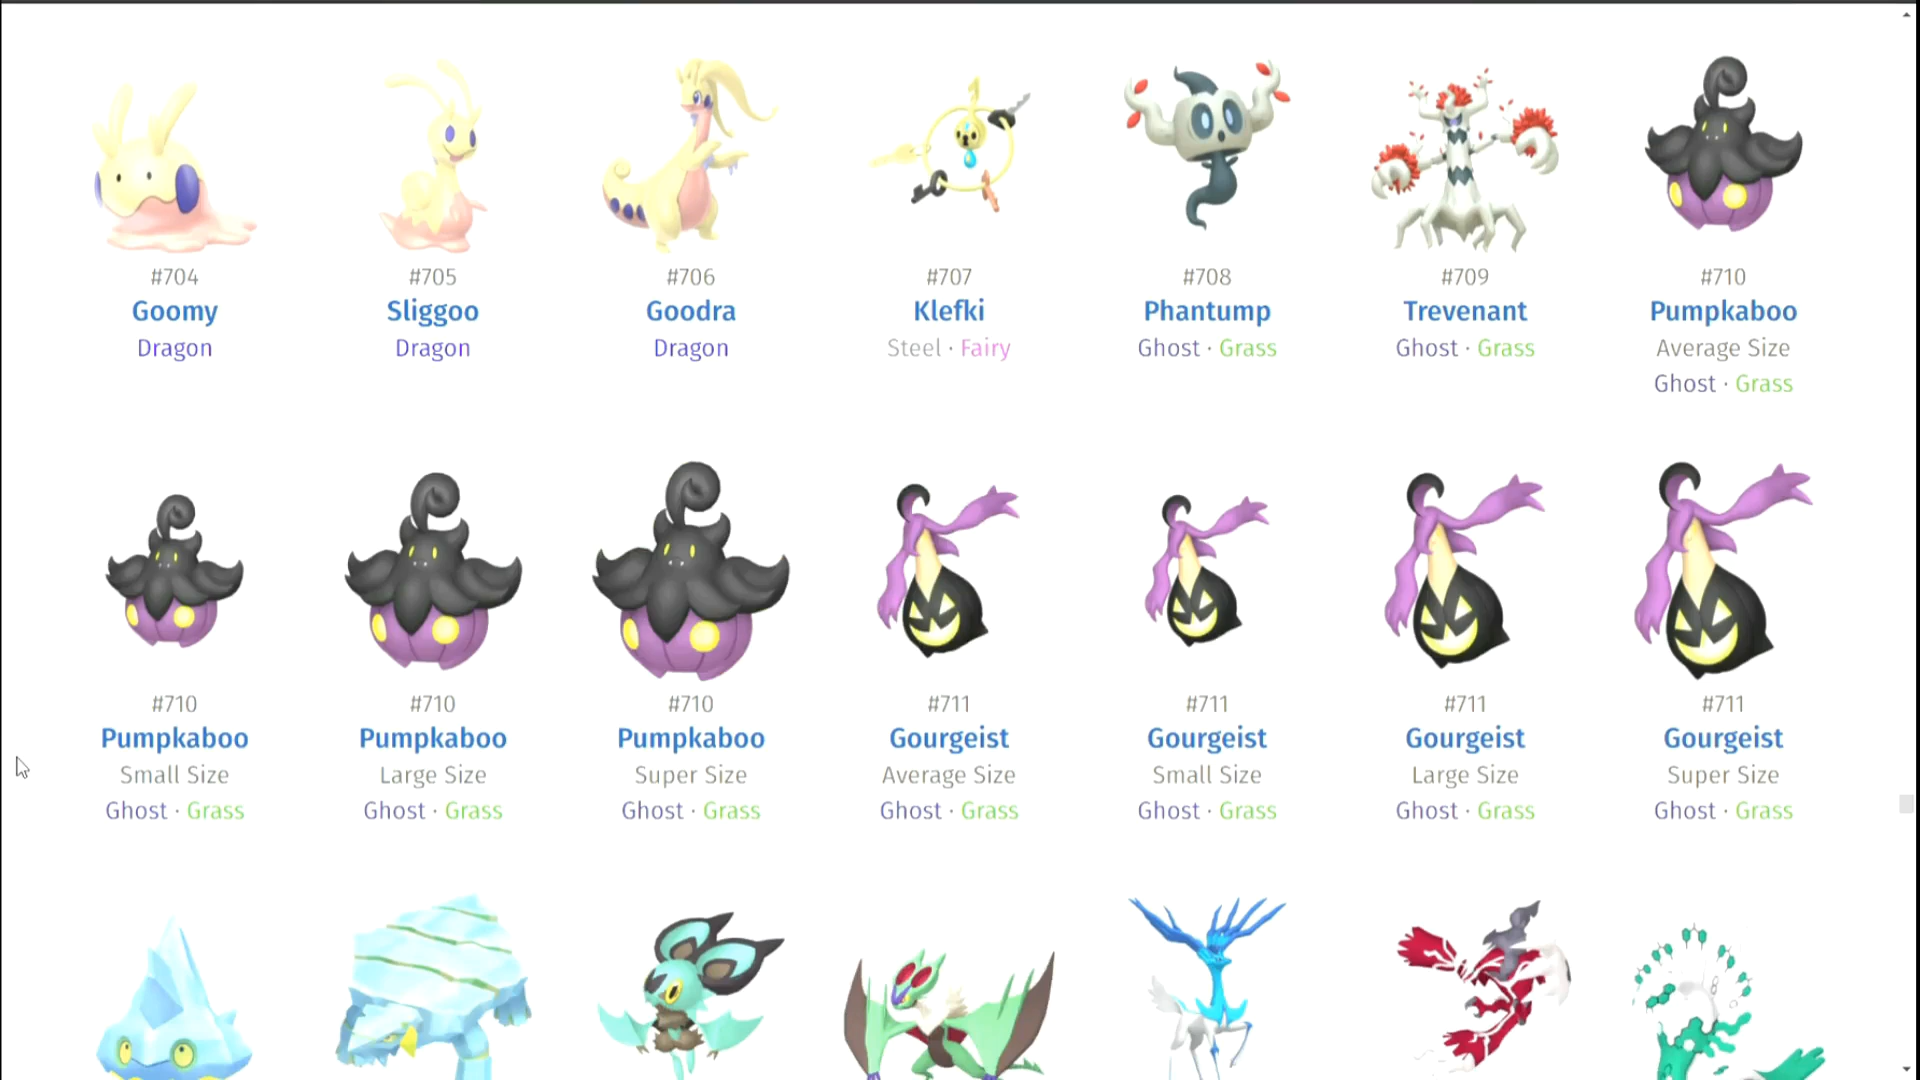 #704
Goomy
Dragon
#705
Sliggoo
Dragon
#706
Goodra
Dragon
#707
Klefki
Steel · Fairy
#708
Phantump
Ghost · Grass
#709
Trevenant
Ghost · Grass
#710
Pumpkaboo
Average Size
Ghost · Grass
#710
Pumpkaboo
Small Size
Ghost · Grass
#710
Pumpkaboo
Large Size
Ghost · Grass
#710
Pumpkaboo
Super Size
Ghost · Grass
#711
Gourgeist
Average Size
Ghost · Grass
#711
Gourgeist
Small Size
Ghost · Grass
#711
Gourgeist
Large Size
Ghost · Grass
#711
Gourgeist
Super Size
Ghost · Grass